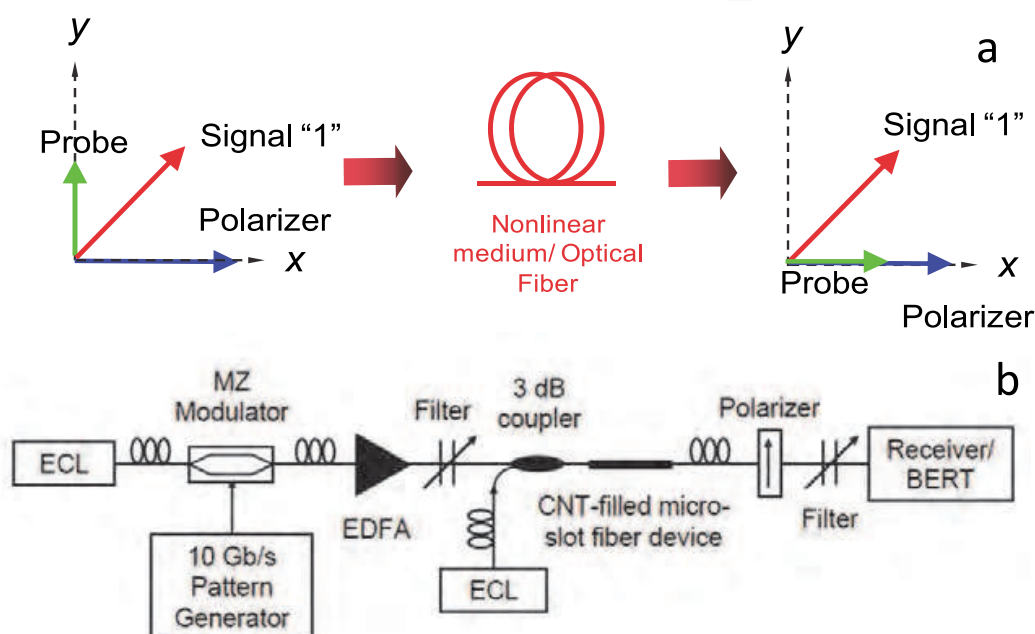 a
y
Probe
Signal “1”
Polarizer
x
Nonlinear
medium/ Optical
Fiber
y
Signal “1”
x
Probe
Polarizer
b
MZ
Modulator
Filter
3 dB
coupler
Polarizer
ECL
Receiver/
BERT
EDFA
CNT-filled micro-
slot fiber device
Filter
10 Gb/s
Pattern
Generator
ECL